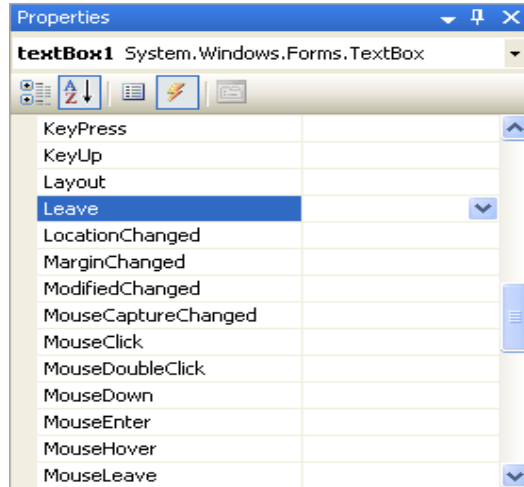 Properties
textBox1 System.Windows.Forms.TextBox
KeyPress
KeyUp
Layout
Leave
LocationChanged
MarginChanged
ModifiedChanged
MouseCaptureChanged
MouseClick
MouseDoubleClick
MouseDown
MouseEnter
MouseHover
MouseLeave